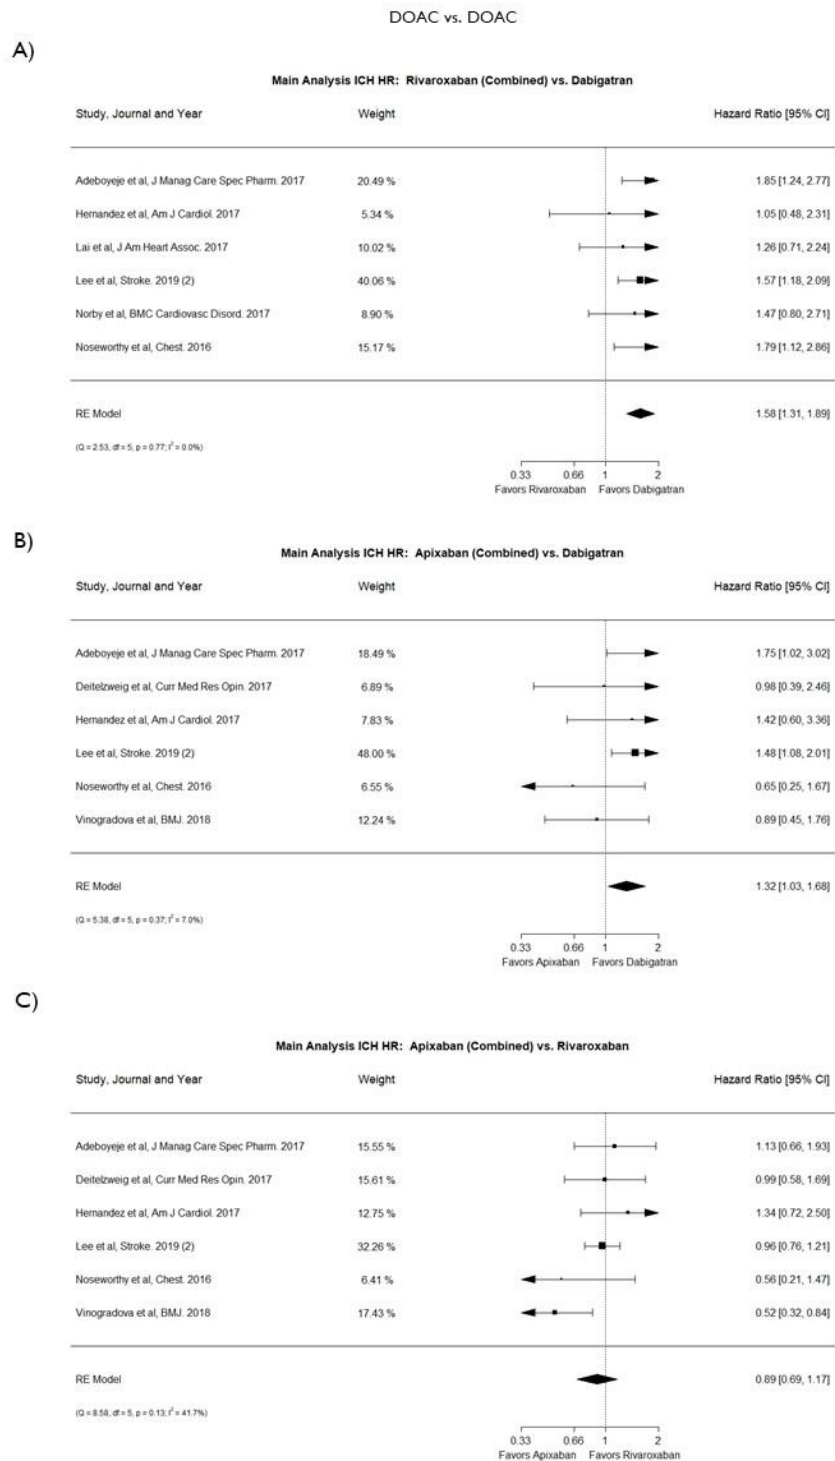 DOAC vs. DOAC
A)
Main Analysis ICH HR: Rivaroxaban (Combined) vs. Dabigatran
Study, Journal and Year Weight Hazard Ratio [95% CI]
Adeboyeje et al, J Manag Care Spec Pharm. 2017 20.49 % 1.85 [1.24, 2.77]
Hernandez et al, Am J Cardiol. 2017 5.34 % 1.05 [0.48, 2.31]
Lai et al, J Am Heart Assoc. 2017 10.02 % 1.26 [0.71, 2.24]
Lee et al, Stroke. 2019 (2) 40.06 % 1.57 [1.18, 2.09]
Norby et al, BMC Cardiovasc Disord. 2017 8.90 % 1.47 [0.80, 2.71]
Noseworthy et al, Chest. 2016 15.17 % 1.79 [1.12, 2.86]
RE Model 1.58 [1.31, 1.89]
(Q = 2.53, df = 5, p = 0.77; I² = 0.0%)
0.33 0.66 1 2
Favors Rivaroxaban Favors Dabigatran
B)
Main Analysis ICH HR: Apixaban (Combined) vs. Dabigatran
Study, Journal and Year Weight Hazard Ratio [95% CI]
Adeboyeje et al, J Manag Care Spec Pharm. 2017 18.49 % 1.75 [1.02, 3.02]
Deitelzweig et al, Curr Med Res Opin. 2017 6.89 % 0.98 [0.39, 2.46]
Hernandez et al, Am J Cardiol. 2017 7.83 % 1.42 [0.60, 3.36]
Lee et al, Stroke. 2019 (2) 48.00 % 1.48 [1.08, 2.01]
Noseworthy et al, Chest. 2016 6.55 % 0.65 [0.25, 1.67]
Vinogradova et al, BMJ. 2018 12.24 % 0.89 [0.45, 1.76]
RE Model 1.32 [1.03, 1.68]
(Q = 5.38, df = 5, p = 0.37; I² = 7.0%)
0.33 0.66 1 2
Favors Apixaban Favors Dabigatran
C)
Main Analysis ICH HR: Apixaban (Combined) vs. Rivaroxaban
Study, Journal and Year Weight Hazard Ratio [95% CI]
Adeboyeje et al, J Manag Care Spec Pharm. 2017 15.55 % 1.13 [0.66, 1.93]
Deitelzweig et al, Curr Med Res Opin. 2017 15.61 % 0.99 [0.58, 1.69]
Hernandez et al, Am J Cardiol. 2017 12.75 % 1.34 [0.72, 2.50]
Lee et al, Stroke. 2019 (2) 32.26 % 0.96 [0.76, 1.21]
Noseworthy et al, Chest. 2016 6.41 % 0.56 [0.21, 1.47]
Vinogradova et al, BMJ. 2018 17.43 % 0.52 [0.32, 0.84]
RE Model 0.89 [0.69, 1.17]
(Q = 8.58, df = 5, p = 0.13; I² = 41.7%)
0.33 0.66 1 2
Favors Apixaban Favors Rivaroxaban